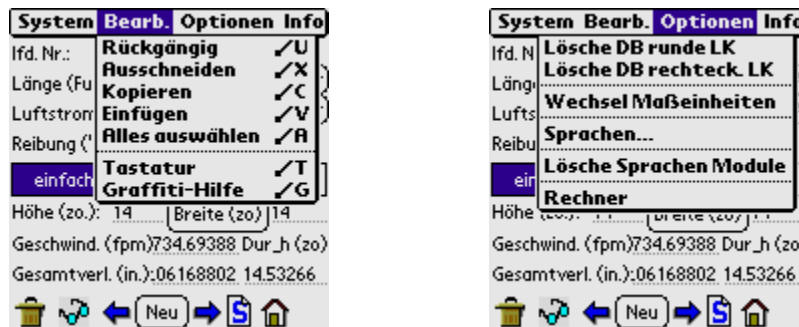 System Bearb. Optionen Info
Rückgängig ⁄U
Ausschneiden ⁄X
Kopieren ⁄C
Einfügen ⁄V
Alles auswählen ⁄A
Tastatur ⁄T
Graffiti-Hilfe ⁄G
lfd. Nr.:
Länge (Fu
Luftstrom
Reibung ("
einfach
Höhe (zo.): 14 Breite (zo) 14
Geschwind. (fpm) 734.69388 Dur_h (zo)
Gesamtverl. (in.): .06168802 14.53266
Neu
S
System Bearb. Optionen Info
Lösche DB runde LK
Lösche DB rechteck. LK
Wechsel Maßeinheiten
Sprachen...
Lösche Sprachen Module
Rechner
lfd. N
Läng
Lufts
Reibu
ein
Höhe
Geschwind. (fpm) 734.69388 Dur_h (zo
Gesamtverl. (in.): .06168802 14.53266
Neu
S